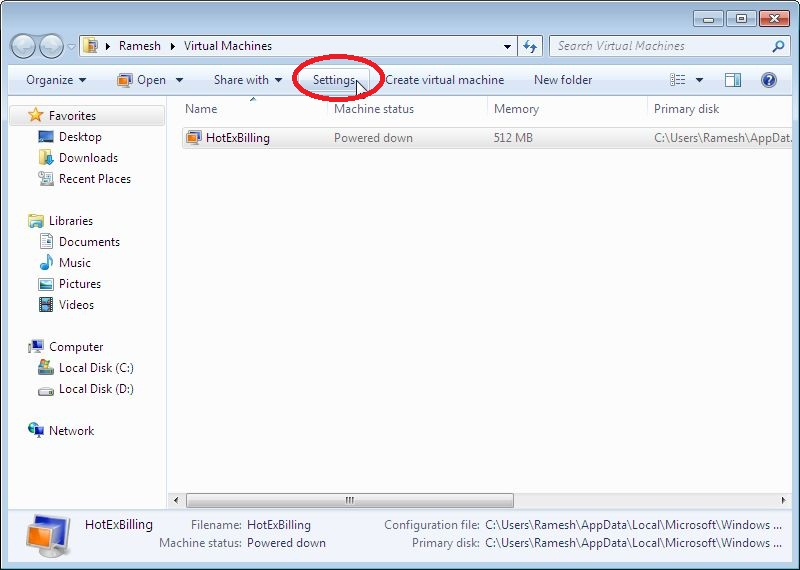 Ramesh Virtual Machines Search Virtual Machines
Organize Open Share with Settings Create virtual machine New folder
Name Machine status Memory Primary disk
HotExBilling Powered down 512 MB C:\Users\Ramesh\AppDat...
Favorites
Desktop
Downloads
Recent Places
Libraries
Documents
Music
Pictures
Videos
Computer
Local Disk (C:)
Local Disk (D:)
Network
HotExBilling Filename: HotExBilling Configuration file: C:\Users\Ramesh\AppData\Local\Microsoft\Windows ...
Machine status: Powered down Primary disk: C:\Users\Ramesh\AppData\Local\Microsoft\Windows ...